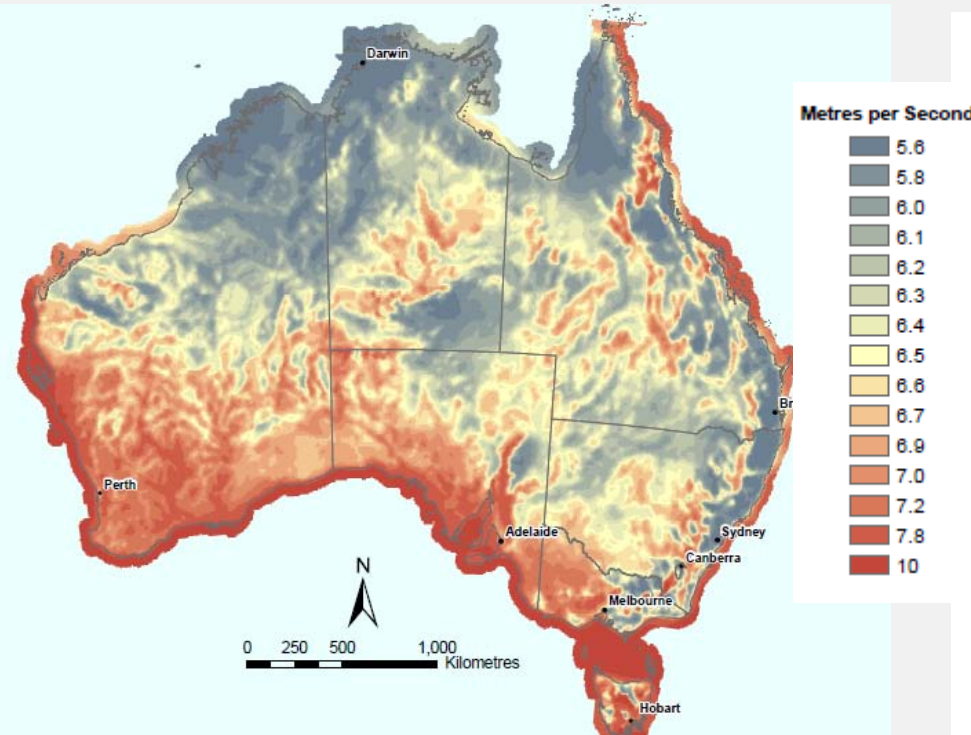 Darwin
Metres per Second
5.6
5.8
6.0
6.1
6.2
6.3
6.4
6.5
6.6
6.7
6.9
7.0
7.2
7.8
10
Br
Perth
Adelaide
Sydney
Canberra
Melbourne
Hobart
N
0 250 500 1,000
Kilometres